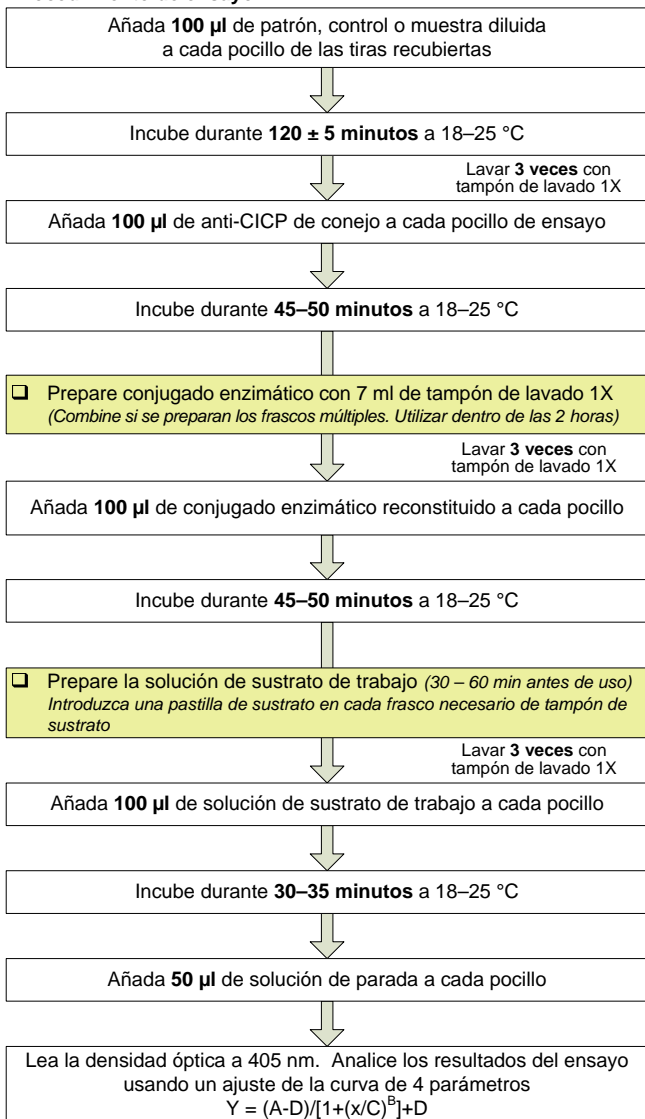 Añada 100 µl de patrón, control o muestra diluida
a cada pocillo de las tiras recubiertas
Incube durante 120 ± 5 minutos a 18–25 °C
Lavar 3 veces con
tampón de lavado 1X
Añada 100 µl de anti-CICP de conejo a cada pocillo de ensayo
Incube durante 45–50 minutos a 18–25 °C
❑ Prepare conjugado enzimático con 7 ml de tampón de lavado 1X
(Combine si se preparan los frascos múltiples. Utilizar dentro de las 2 horas)
Lavar 3 veces con
tampón de lavado 1X
Añada 100 µl de conjugado enzimático reconstituido a cada pocillo
Incube durante 45–50 minutos a 18–25 °C
❑ Prepare la solución de sustrato de trabajo (30 – 60 min antes de uso)
Introduzca una pastilla de sustrato en cada frasco necesario de tampón de
sustrato
Lavar 3 veces con
tampón de lavado 1X
Añada 100 µl de solución de sustrato de trabajo a cada pocillo
Incube durante 30–35 minutos a 18–25 °C
Añada 50 µl de solución de parada a cada pocillo
Lea la densidad óptica a 405 nm. Analice los resultados del ensayo
usando un ajuste de la curva de 4 parámetros
Y = (A-D)/[1+(x/C)^B]+D